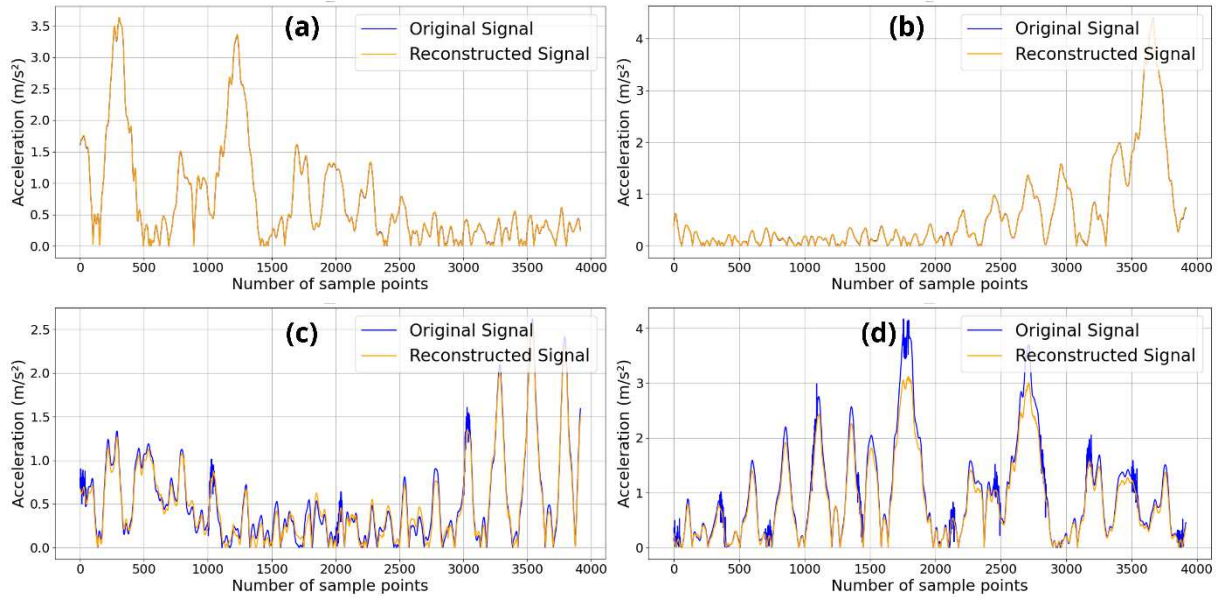 (a)
Original Signal
Reconstructed Signal
Acceleration (m/s²)
3.5
3.0
2.5
2.0
1.5
1.0
0.5
0.0
0 500 1000 1500 2000 2500 3000 3500 4000
Number of sample points
(b)
Original Signal
Reconstructed Signal
Acceleration (m/s²)
4
3
2
1
0
0 500 1000 1500 2000 2500 3000 3500 4000
Number of sample points
(c)
Original Signal
Reconstructed Signal
Acceleration (m/s²)
2.5
2.0
1.5
1.0
0.5
0.0
0 500 1000 1500 2000 2500 3000 3500 4000
Number of sample points
(d)
Original Signal
Reconstructed Signal
Acceleration (m/s²)
4
3
2
1
0
0 500 1000 1500 2000 2500 3000 3500 4000
Number of sample points